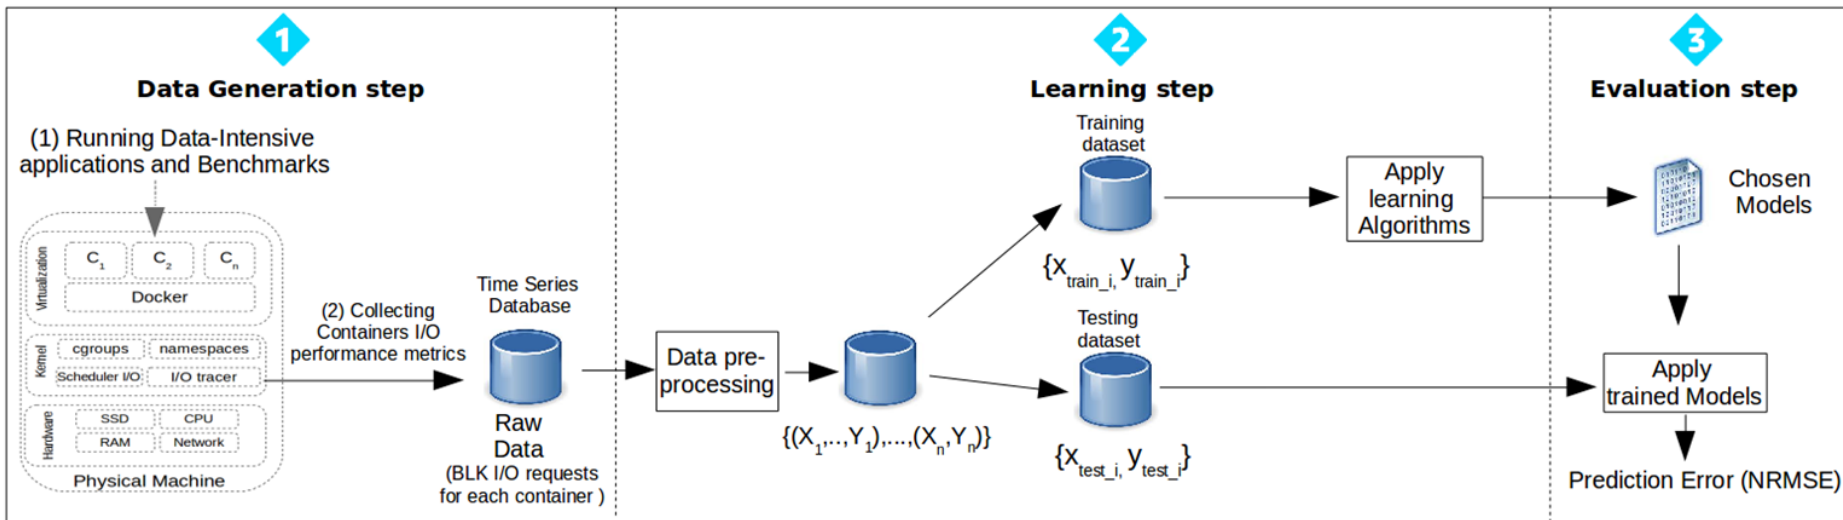 1
Data Generation step
(1) Running Data-Intensive
applications and Benchmarks
Virtualization
C1
C2
Cn
Docker
Kernel
cgroups
namespaces
Scheduler I/O
I/O tracer
Hardware
SSD
CPU
RAM
Network
Physical Machine
(2) Collecting
Containers I/O
performance metrics
Time Series
Database
Raw
Data
(BLK I/O requests
for each container )
2
Learning step
Data pre-
processing
{(X1,..,Y1),...,(Xn,Yn)}
Training
dataset
{xtrain_i, ytrain_i}
Testing
dataset
{xtest_i, ytest_i}
Apply
learning
Algorithms
3
Evaluation step
Chosen
Models
Apply
trained Models
Prediction Error (NRMSE)